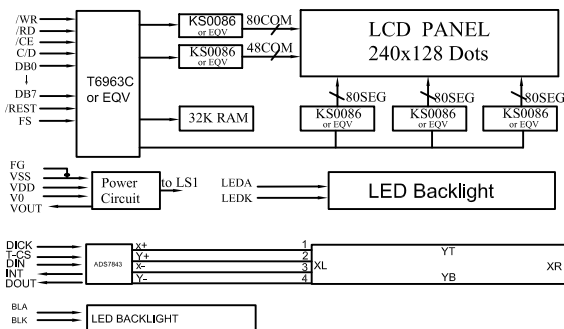 /WR
/RD
/CE
C/D
DB0
↓
DB7
/REST
FS
T6963C
or EQV
KS0086
or EQV
80COM
KS0086
or EQV
48COM
LCD PANEL
240x128 Dots
32K RAM
80SEG
80SEG
80SEG
KS0086
or EQV
KS0086
or EQV
KS0086
or EQV
FG
VSS
VDD
V0
VOUT
Power
Circuit
to LS1
LEDA
LEDK
LED Backlight
DICK
T-CS
DIN
INT
DOUT
ADS7843
x+
Y+
x-
Y-
1
2
3
4
XL
YT
YB
XR
BLA
BLK
LED BACKLIGHT